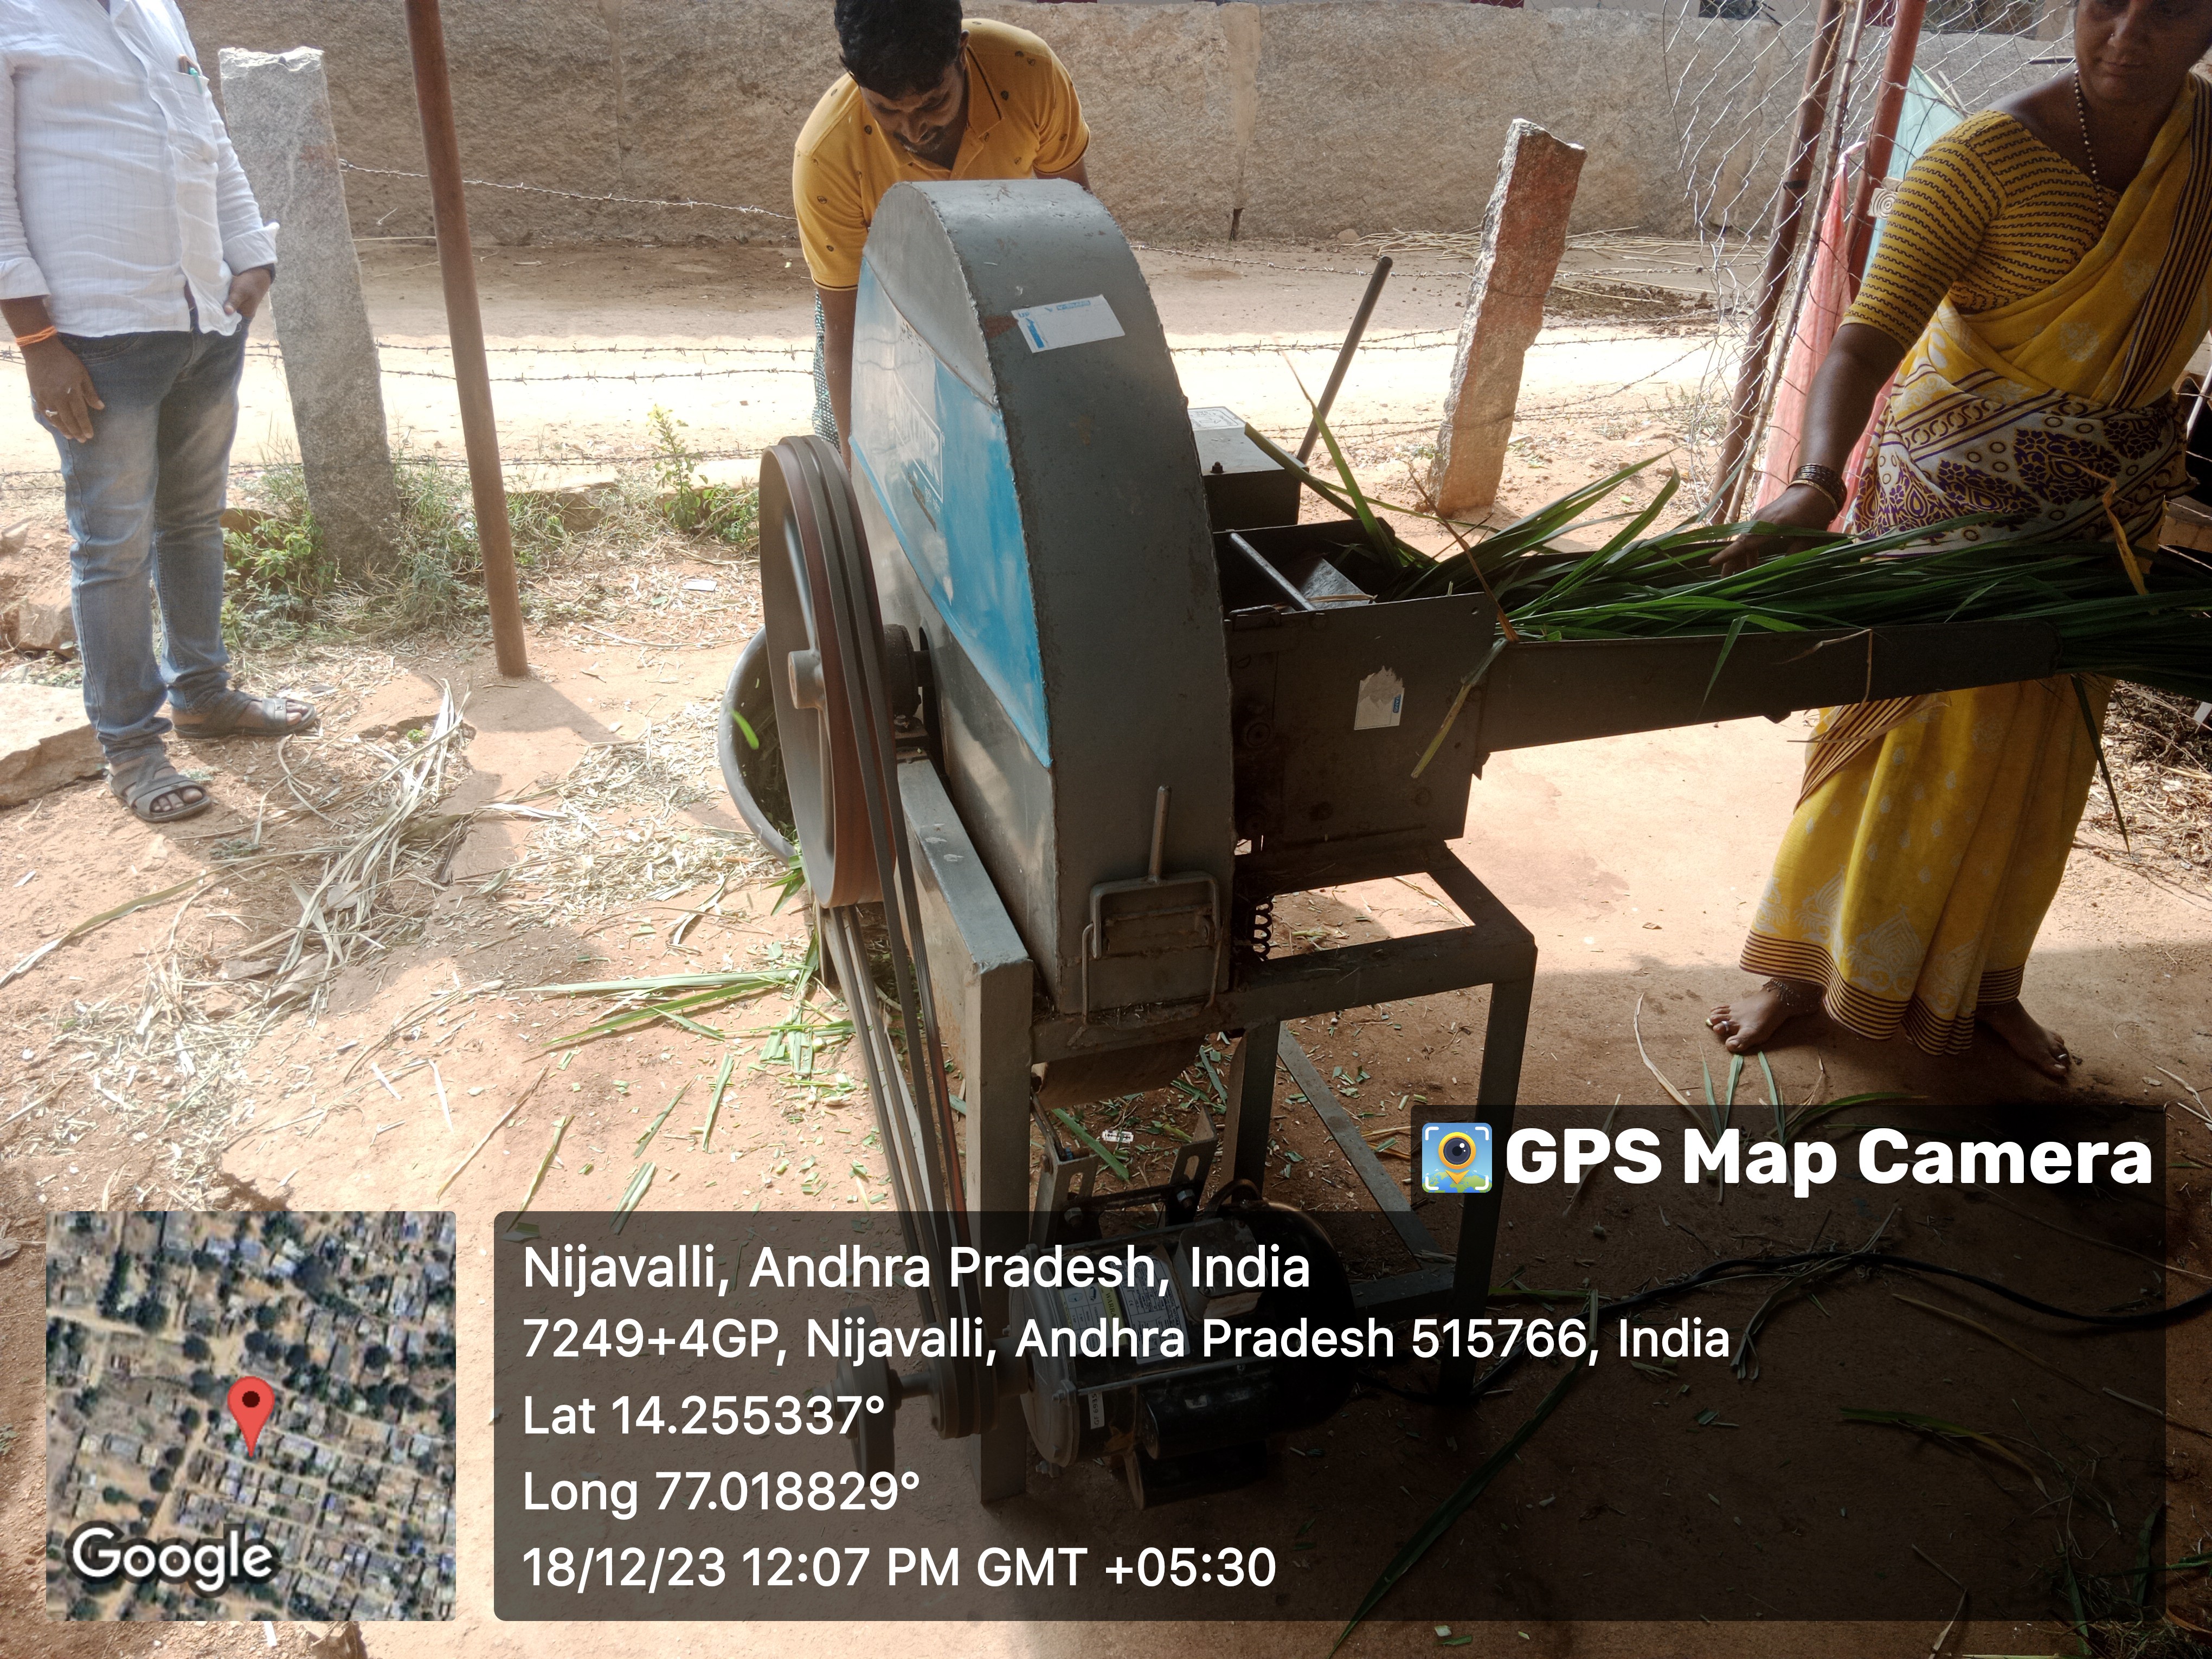 GPS Map Camera
Nijavalli, Andhra Pradesh, India
7249+4GP, Nijavalli, Andhra Pradesh 515766, India
Lat 14.255337°
Long 77.018829°
18/12/23 12:07 PM GMT +05:30
Google